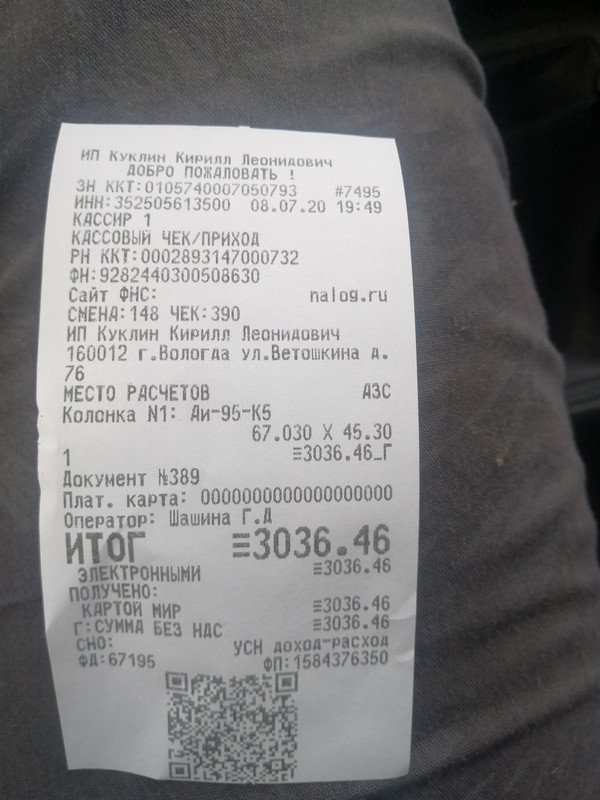 ИП Куклин Кирилл Леонидович
ДОБРО ПОЖАЛОВАТЬ !
ЗН ККТ:0105740007050793 #7495
ИНН:352505613500 08.07.20 19:49
КАССИР 1
КАССОВЫЙ ЧЕК/ПРИХОД
РН ККТ:0002893147000732
ФН:9282440300508630
Сайт ФНС: nalog.ru
СМЕНА:148 ЧЕК:390
ИП Куклин Кирилл Леонидович
160012 г.Вологда ул.Ветошкина д.
76
МЕСТО РАСЧЕТОВ АЗС
Колонка N1: Аи-95-К5
67.030 X 45.30
1 ≡3036.46_Г
Документ №389
Плат. карта: 0000000000000000000
Оператор: Шашина Г.Д
ИТОГ ≡3036.46
ЭЛЕКТРОННЫМИ ≡3036.46
ПОЛУЧЕНО:
КАРТОЙ МИР ≡3036.46
Г:СУММА БЕЗ НДС ≡3036.46
СНО: УСН доход-расход
ФД:67195 ФП:1584376350